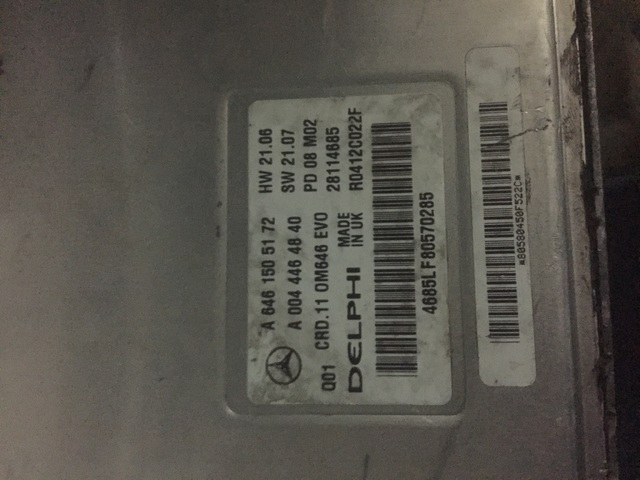 A 646 150 51 72 HW 21.06
A 004 446 48 40 SW 21.07
Q01 CRD.11 OM646 EVO PD 08 M02
DELPHI MADE IN UK 28114685
R0412C022F
4685LF80570285
*80580450F522C*